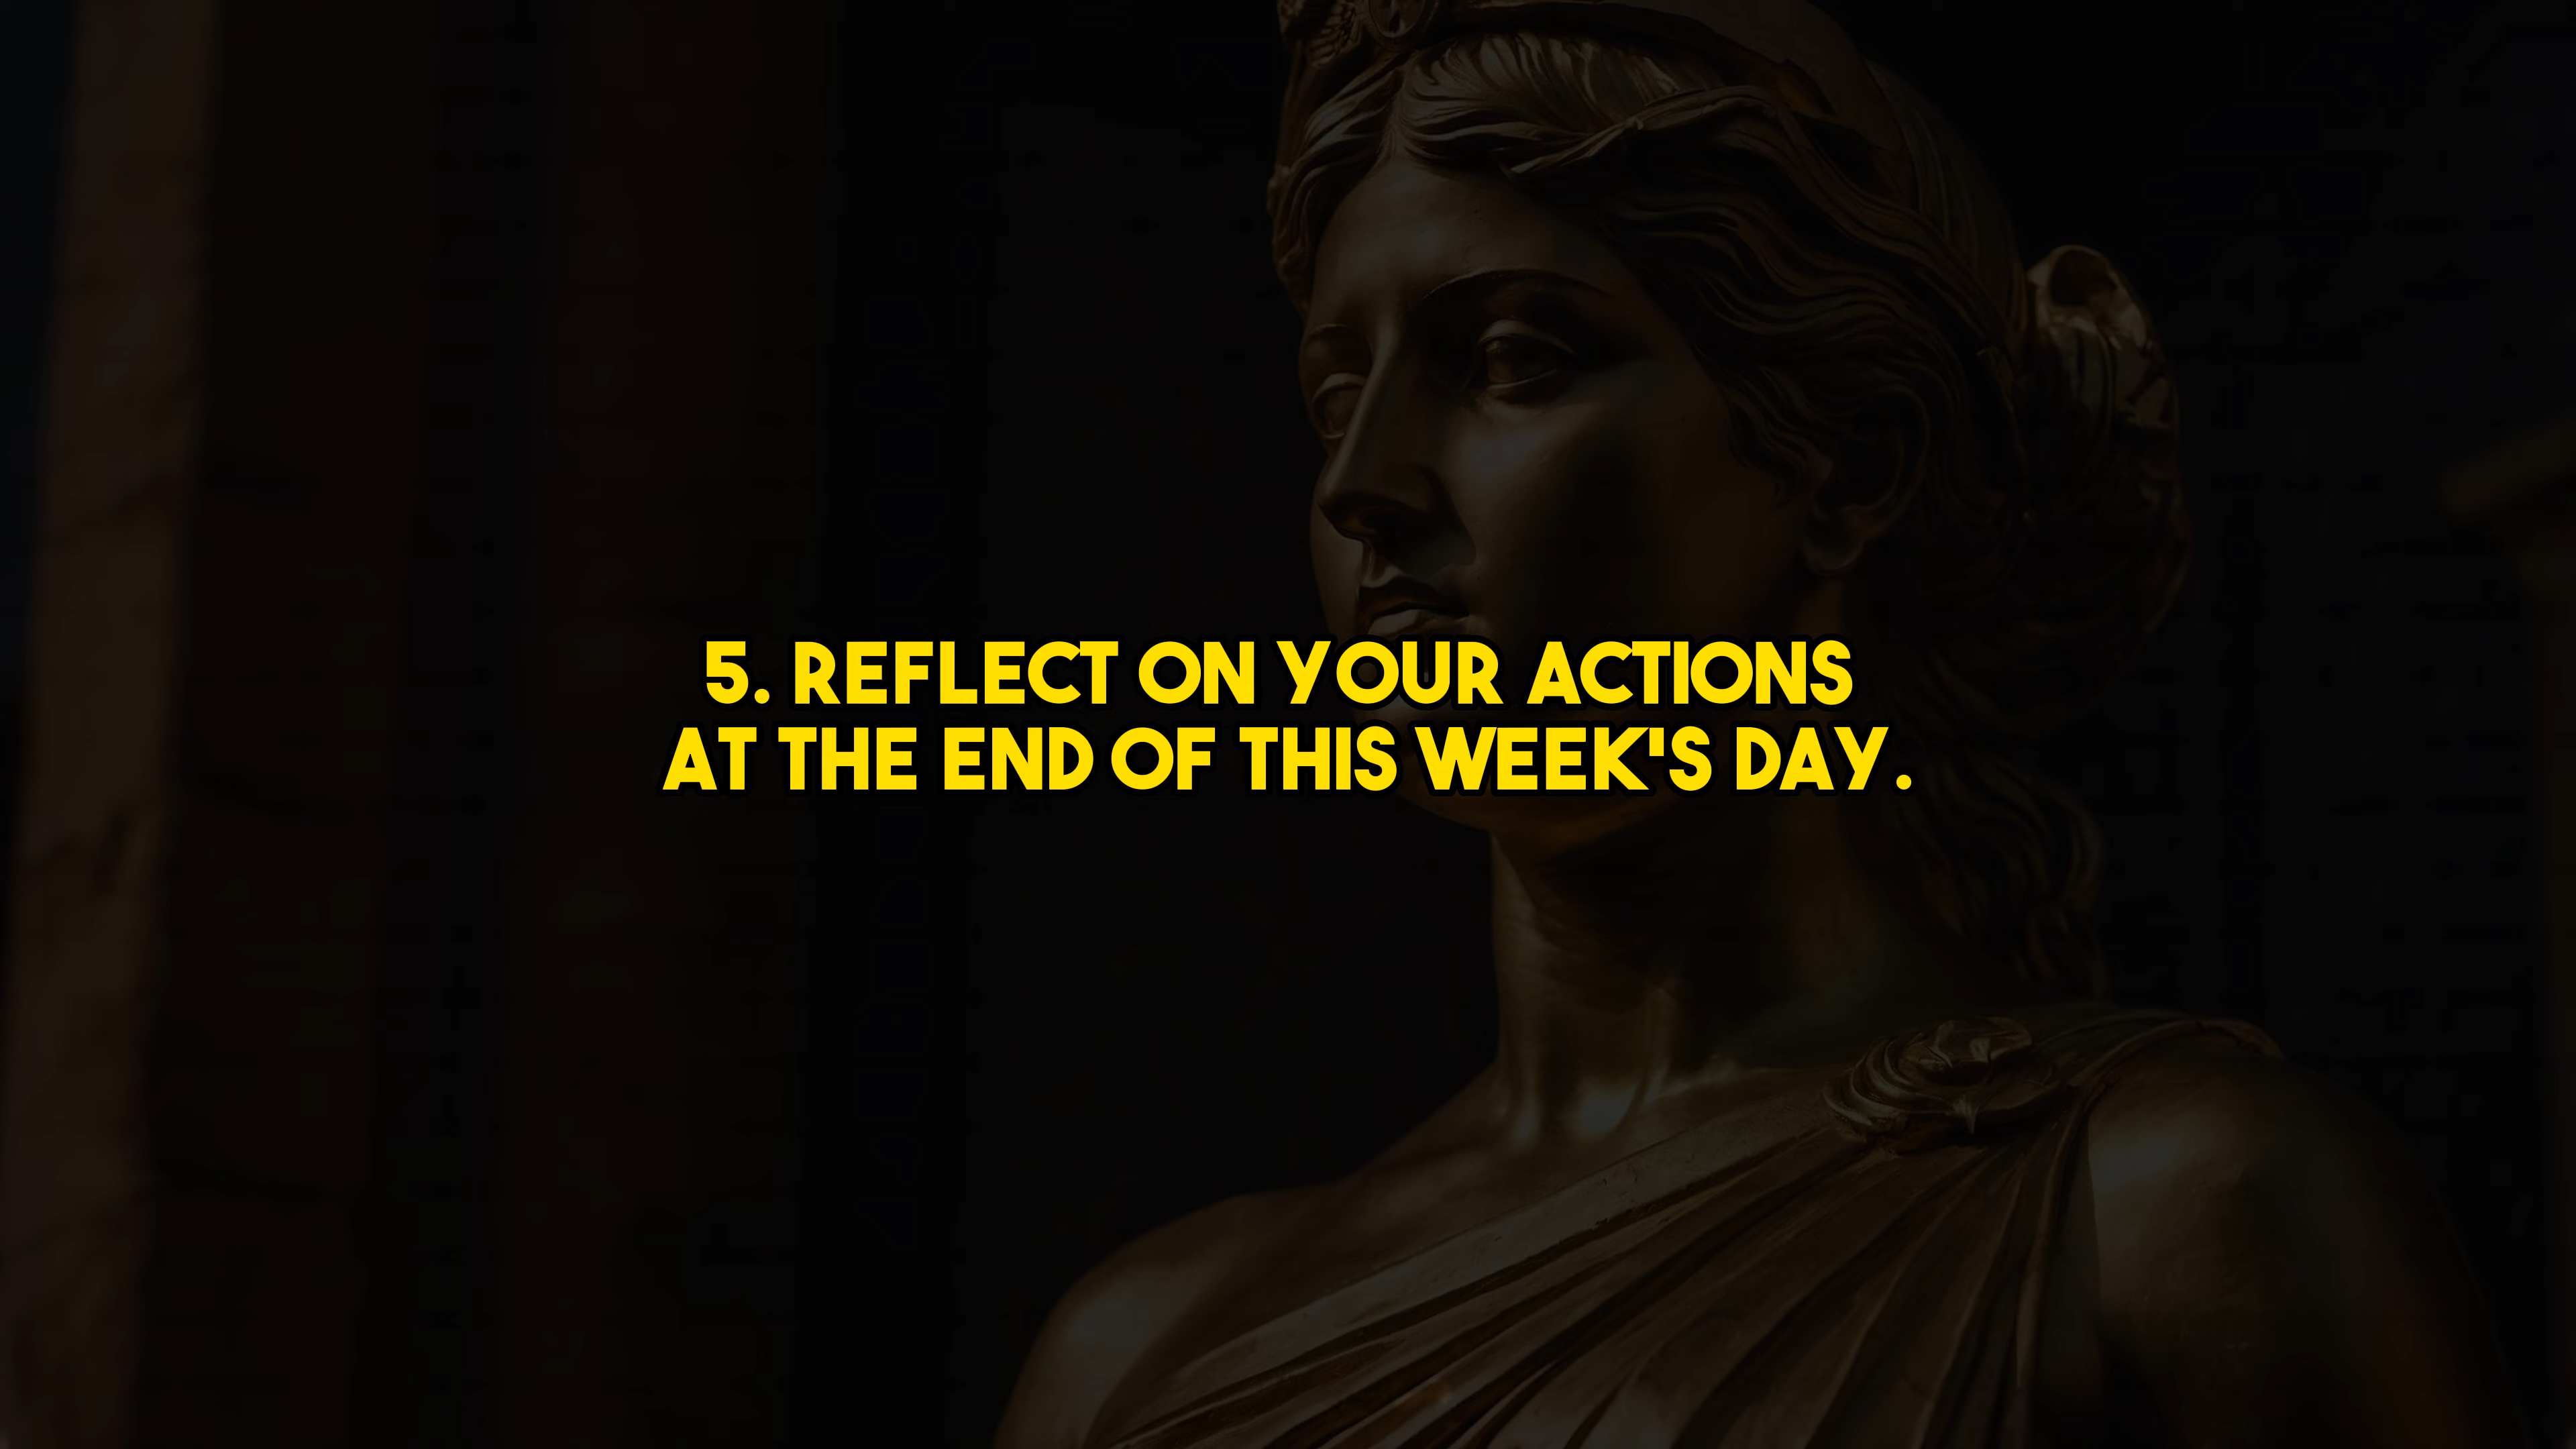 5. REFLECT ON YOUR ACTIONS
AT THE END OF THIS WEEK'S DAY.